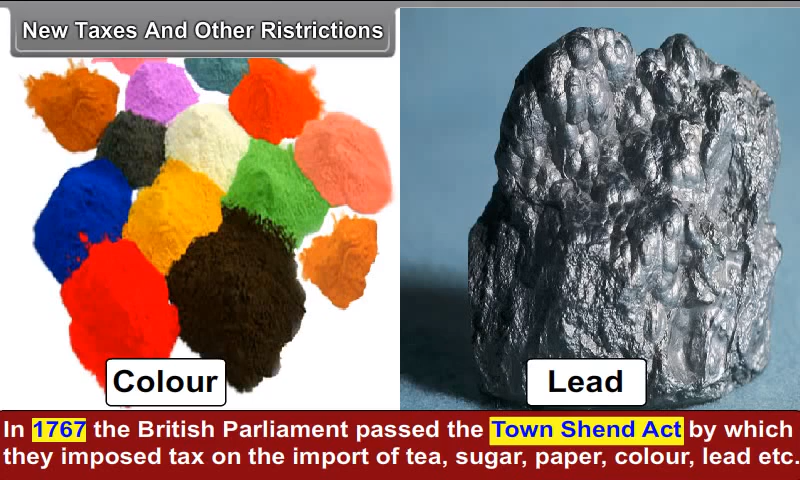 New Taxes And Other Ristrictions
Colour
Lead
In 1767 the British Parliament passed the Town Shend Act by which
they imposed tax on the import of tea, sugar, paper, colour, lead etc.